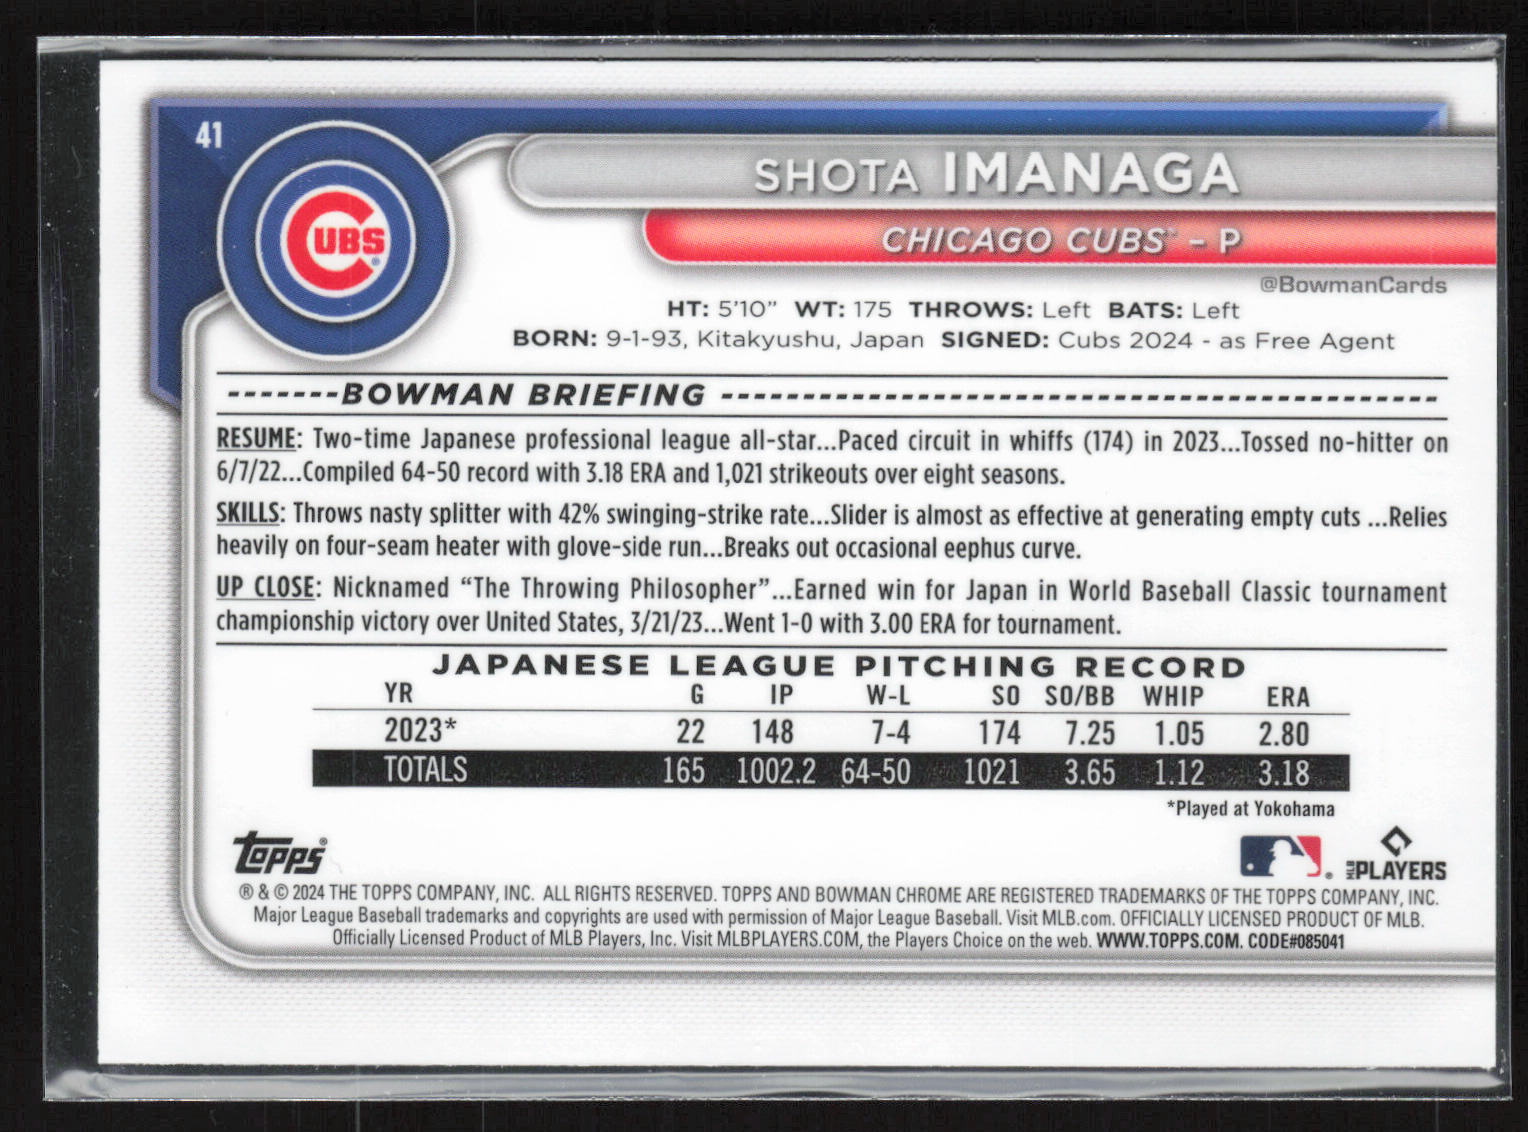 41
CUBS®
SHOTA IMANAGA
CHICAGO CUBS™ – P
@BowmanCards
HT: 5'10" WT: 175 THROWS: Left BATS: Left
BORN: 9-1-93, Kitakyushu, Japan SIGNED: Cubs 2024 - as Free Agent
-------BOWMAN BRIEFING --------------------------------------------
RESUME: Two-time Japanese professional league all-star...Paced circuit in whiffs (174) in 2023...Tossed no-hitter on
6/7/22...Compiled 64-50 record with 3.18 ERA and 1,021 strikeouts over eight seasons.
SKILLS: Throws nasty splitter with 42% swinging-strike rate...Slider is almost as effective at generating empty cuts ...Relies
heavily on four-seam heater with glove-side run...Breaks out occasional eephus curve.
UP CLOSE: Nicknamed “The Throwing Philosopher”...Earned win for Japan in World Baseball Classic tournament
championship victory over United States, 3/21/23...Went 1-0 with 3.00 ERA for tournament.
JAPANESE LEAGUE PITCHING RECORD
YR G IP W-L SO SO/BB WHIP ERA
2023* 22 148 7-4 174 7.25 1.05 2.80
TOTALS 165 1002.2 64-50 1021 3.65 1.12 3.18
*Played at Yokohama
Topps® ® MLB PLAYERS
® & © 2024 THE TOPPS COMPANY, INC. ALL RIGHTS RESERVED. TOPPS AND BOWMAN CHROME ARE REGISTERED TRADEMARKS OF THE TOPPS COMPANY, INC.
Major League Baseball trademarks and copyrights are used with permission of Major League Baseball. Visit MLB.com. OFFICIALLY LICENSED PRODUCT OF MLB.
Officially Licensed Product of MLB Players, Inc. Visit MLBPLAYERS.COM, the Players Choice on the web. WWW.TOPPS.COM. CODE#085041